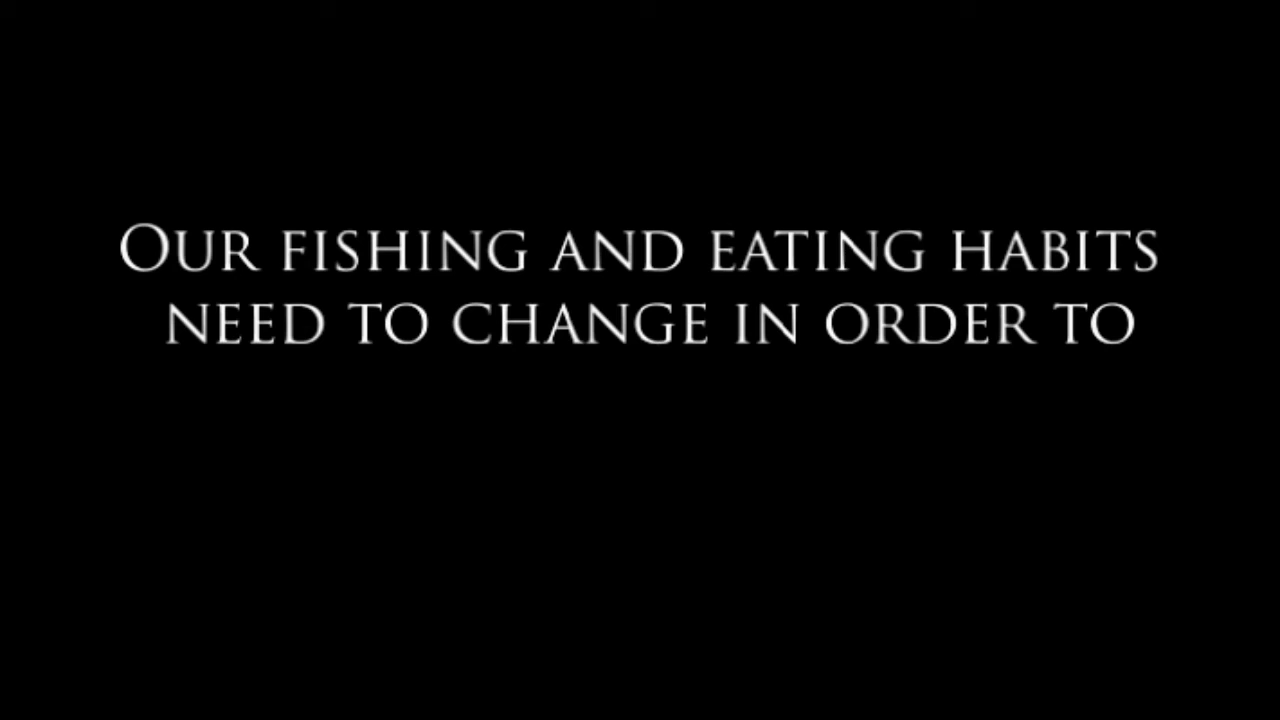 Our fishing and eating habits
need to change in order to